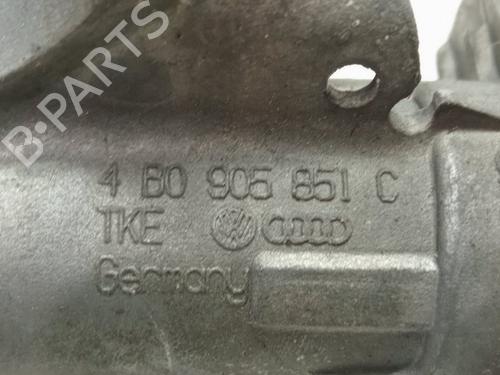 B-PARTS
4 B0 905 851 C
TKE
Germany